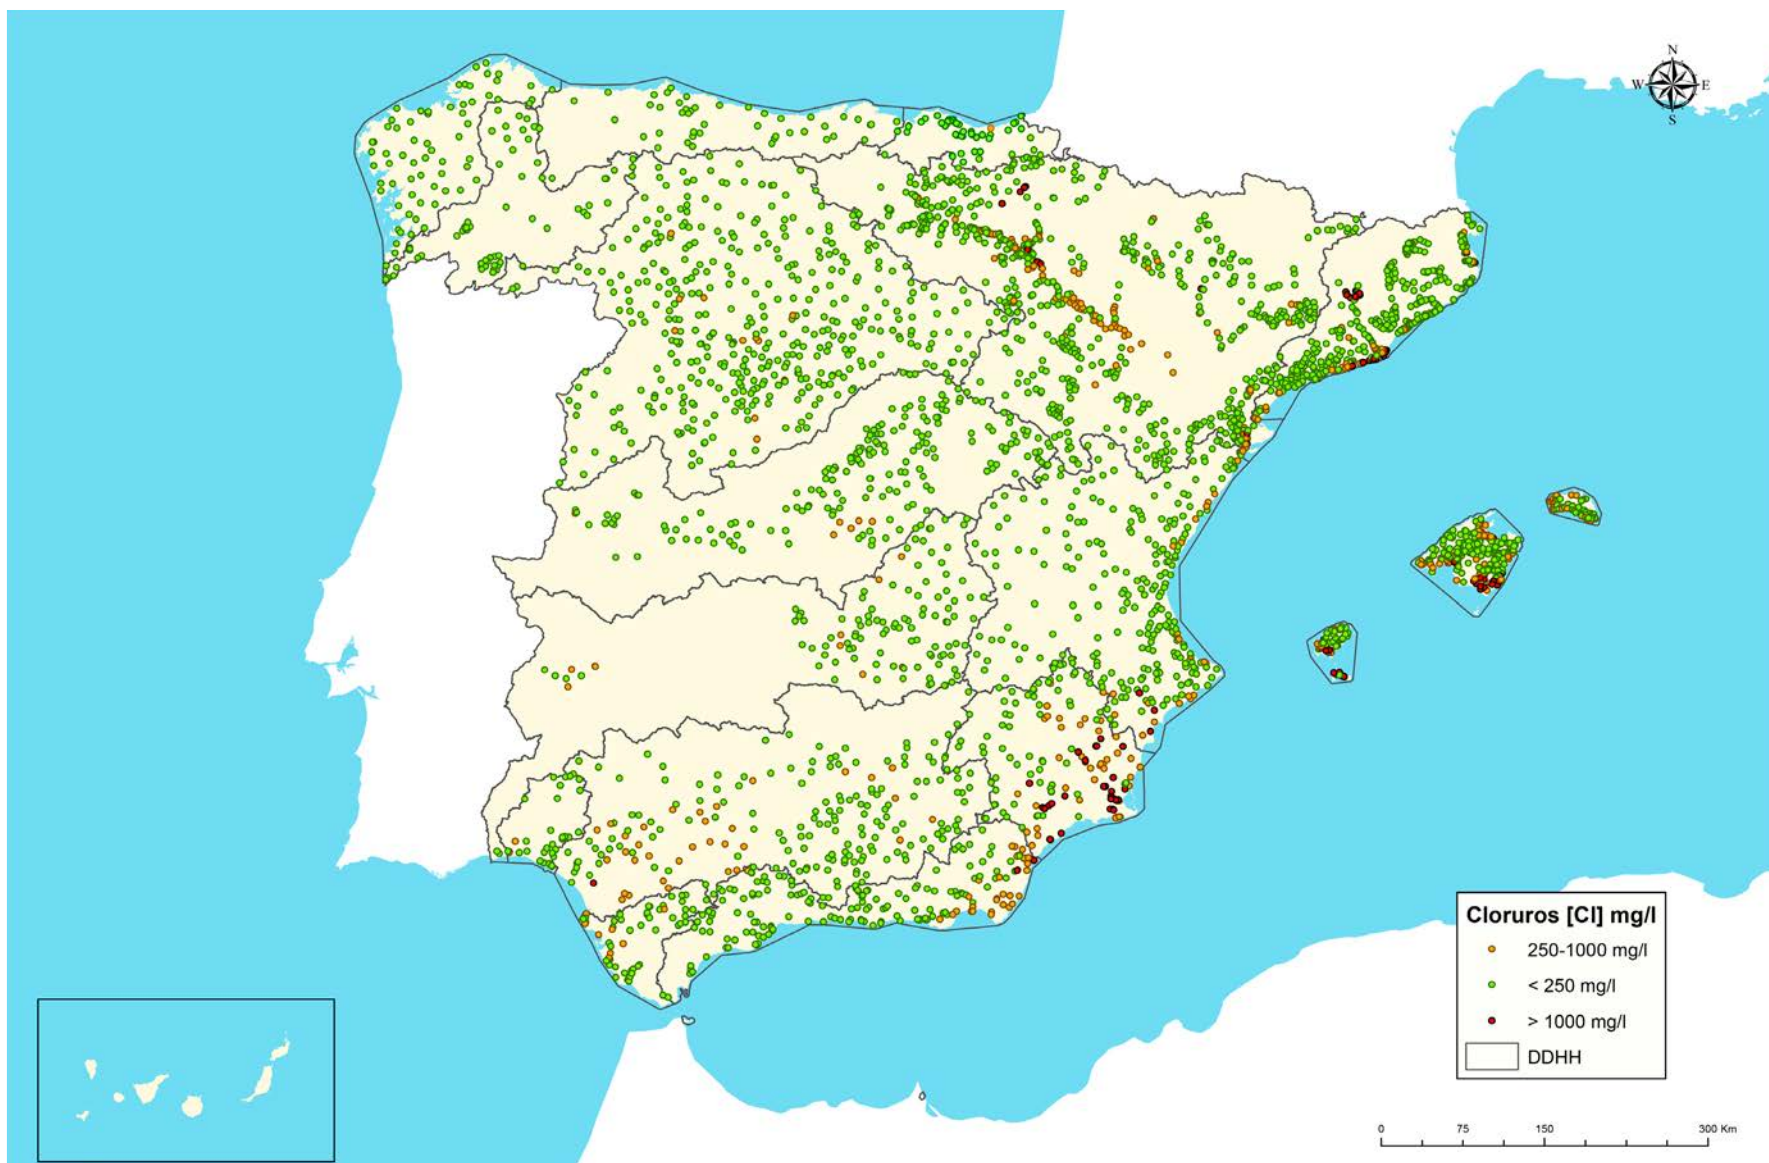 N
W
E
S
Cloruros [Cl] mg/l
250-1000 mg/l
< 250 mg/l
> 1000 mg/l
DDHH
0 75 150 300 Km